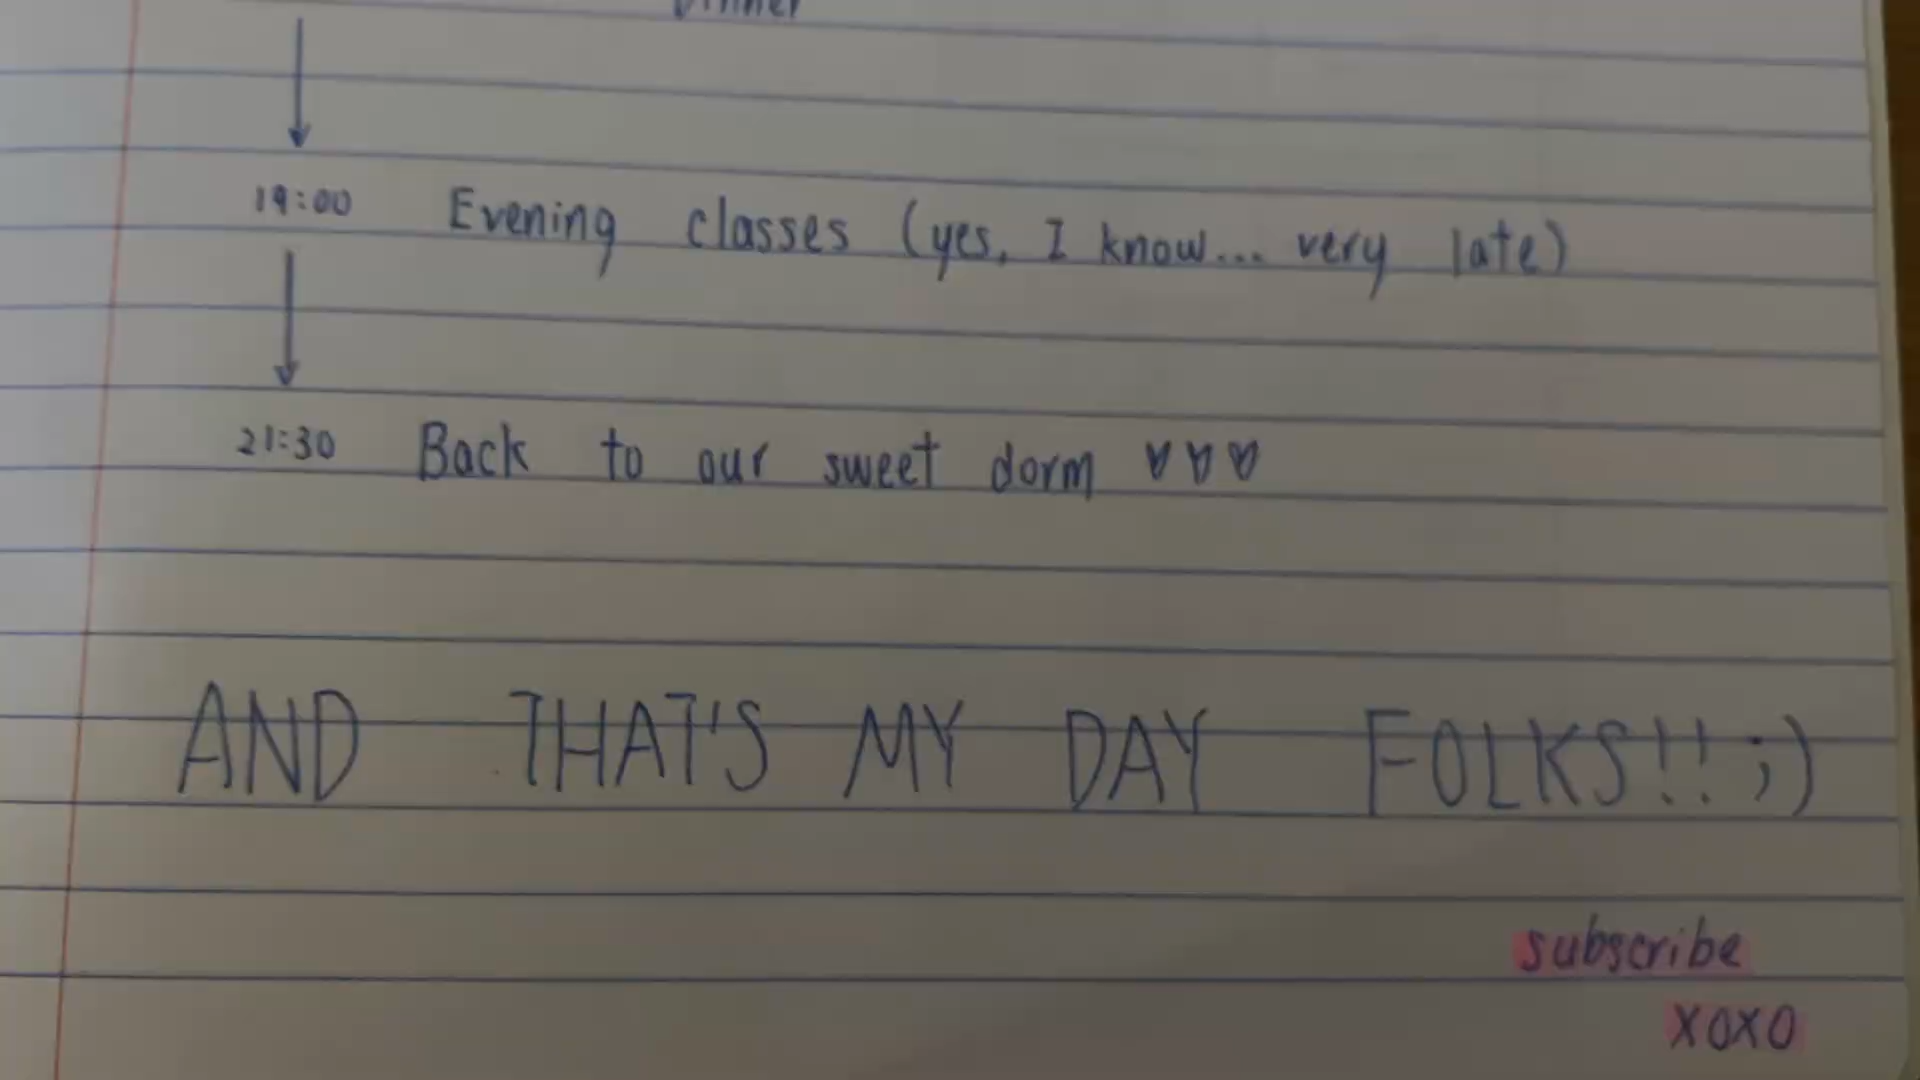 Dinner
19:00 Evening classes (yes, I know... very late)
21:30 Back to our sweet dorm ♡♡♡
AND THAT'S MY DAY FOLKS!! ;)
subscribe
XOXO